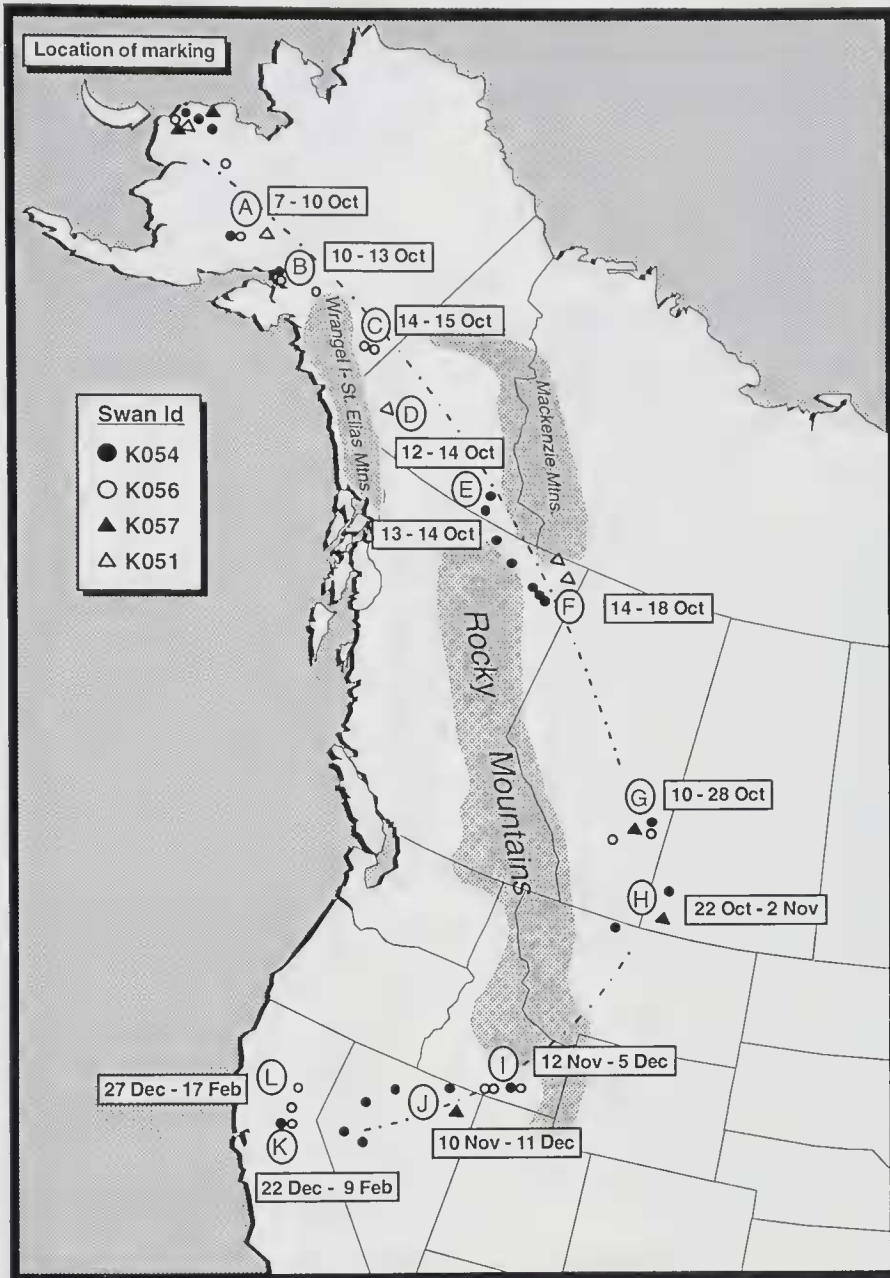 Location of marking
A
7 - 10 Oct
B
10 - 13 Oct
C
14 - 15 Oct
Wrangel l- St. Elias Mtns
Mackenzie Mtns.
D
12 - 14 Oct
E
13 - 14 Oct
Swan Id
K054
K056
K057
K051
F
14 - 18 Oct
Rocky
Mountains
G
10 - 28 Oct
H
22 Oct - 2 Nov
I
12 Nov - 5 Dec
L
27 Dec - 17 Feb
J
10 Nov - 11 Dec
K
22 Dec - 9 Feb